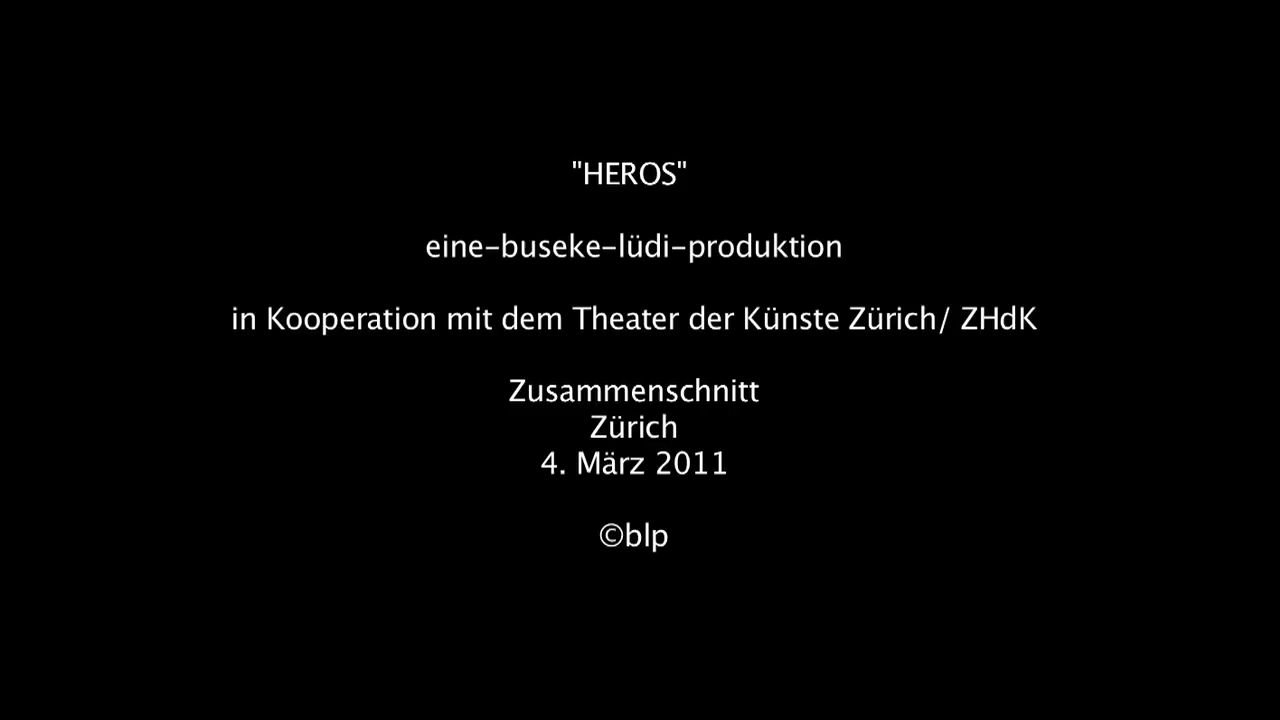 "HEROS"
eine-buseke-lüdi-produktion
in Kooperation mit dem Theater der Künste Zürich/ ZHdK
Zusammenschnitt
Zürich
4. März 2011
©blp